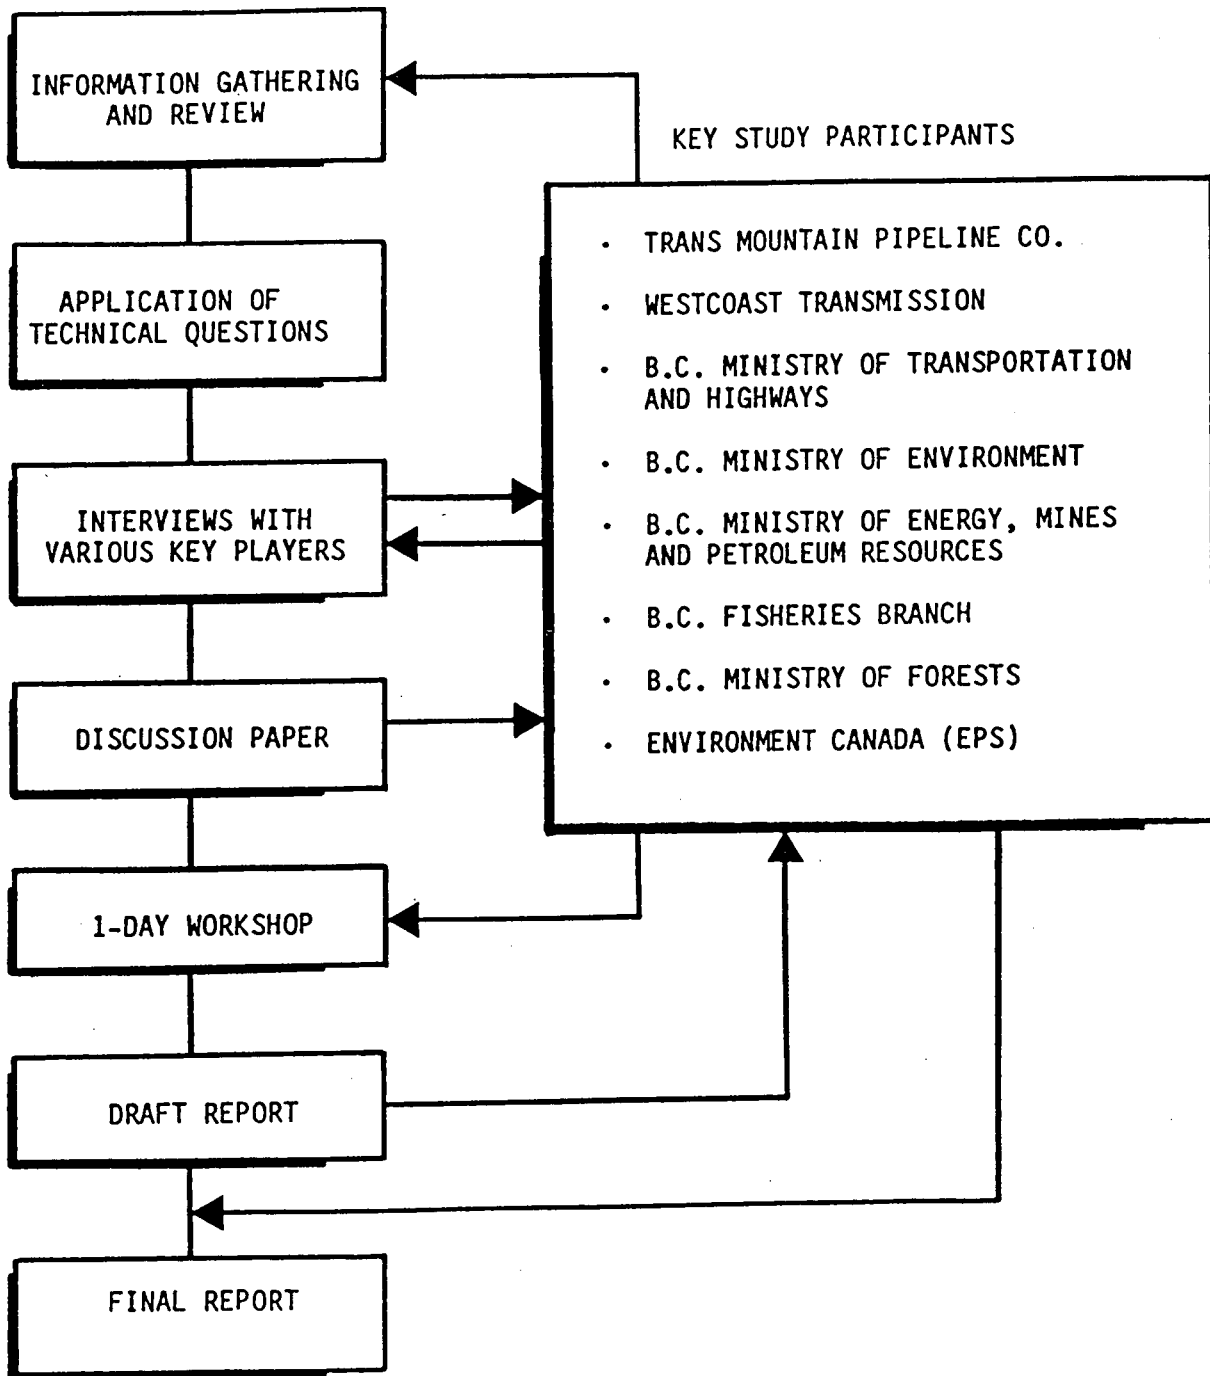 INFORMATION GATHERING
AND REVIEW
KEY STUDY PARTICIPANTS
APPLICATION OF
TECHNICAL QUESTIONS
INTERVIEWS WITH
VARIOUS KEY PLAYERS
DISCUSSION PAPER
1-DAY WORKSHOP
DRAFT REPORT
FINAL REPORT
· TRANS MOUNTAIN PIPELINE CO.
· WESTCOAST TRANSMISSION
· B.C. MINISTRY OF TRANSPORTATION
AND HIGHWAYS
· B.C. MINISTRY OF ENVIRONMENT
· B.C. MINISTRY OF ENERGY, MINES
AND PETROLEUM RESOURCES
· B.C. FISHERIES BRANCH
· B.C. MINISTRY OF FORESTS
· ENVIRONMENT CANADA (EPS)